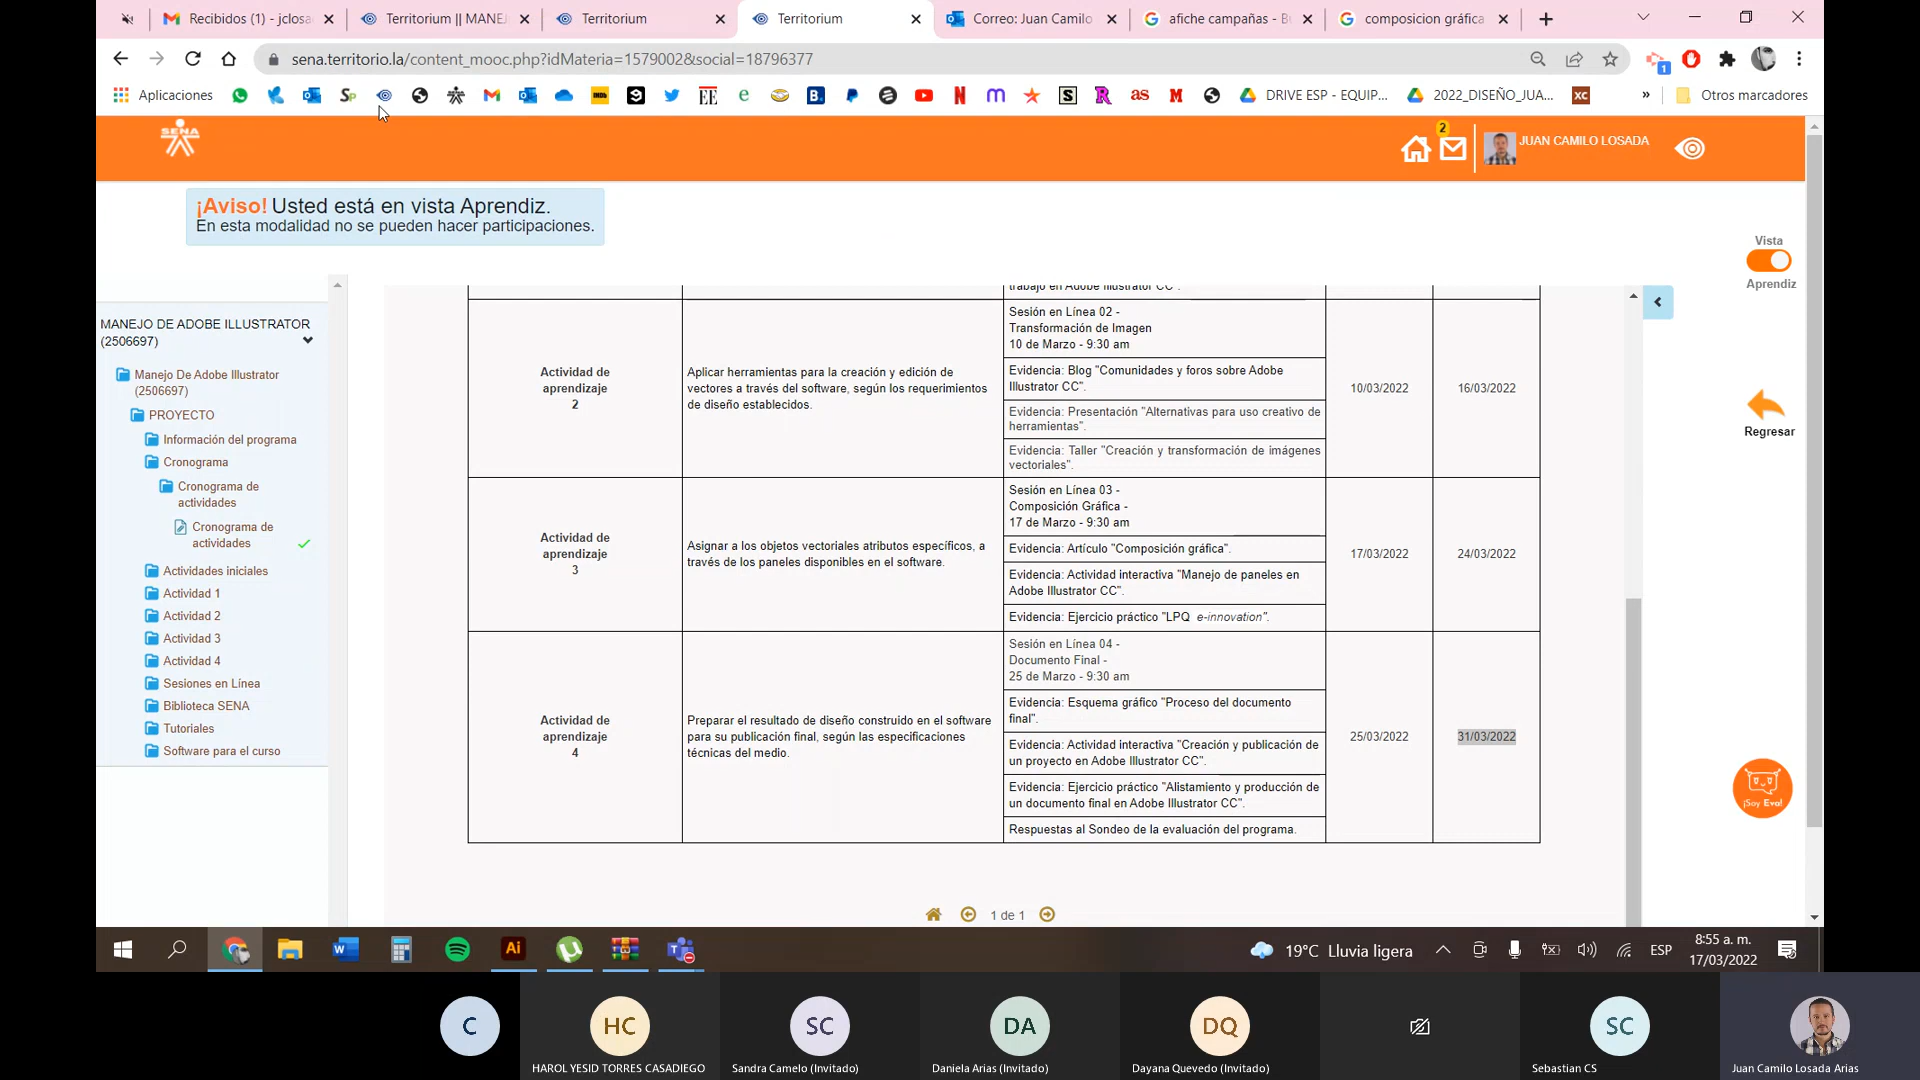 Recibidos (1) - jclosa
Territorium || MANEJ
Territorium
Territorium
Correo: Juan Camilo
afiche campañas - Bu
composicion gráfica
sena.territorio.la/content_mooc.php?idMateria=1579002&social=18796377
1
Aplicaciones
DRIVE ESP - EQUIP...
2022_DISEÑO_JUA...
XC
»
Otros marcadores
SENA
2
JUAN CAMILO LOSADA
¡Aviso! Usted está en vista Aprendiz.
En esta modalidad no se pueden hacer participaciones.
Vista
Aprendiz
Regresar
¡Soy Eva!
MANEJO DE ADOBE ILLUSTRATOR
(2506697)
Manejo De Adobe Illustrator
(2506697)
PROYECTO
Información del programa
Cronograma
Cronograma de
actividades
Cronograma de
actividades
Actividades iniciales
Actividad 1
Actividad 2
Actividad 3
Actividad 4
Sesiones en Línea
Biblioteca SENA
Tutoriales
Software para el curso
trabajo en Adobe Illustrator CC".
Actividad de
aprendizaje
2
Aplicar herramientas para la creación y edición de
vectores a través del software, según los requerimientos
de diseño establecidos.
Sesión en Línea 02 -
Transformación de Imagen
10 de Marzo - 9:30 am
Evidencia: Blog "Comunidades y foros sobre Adobe
Illustrator CC".
Evidencia: Presentación "Alternativas para uso creativo de
herramientas".
Evidencia: Taller "Creación y transformación de imágenes
vectoriales".
10/03/2022
16/03/2022
Actividad de
aprendizaje
3
Asignar a los objetos vectoriales atributos específicos, a
través de los paneles disponibles en el software.
Sesión en Línea 03 -
Composición Gráfica -
17 de Marzo - 9:30 am
Evidencia: Artículo "Composición gráfica".
Evidencia: Actividad interactiva "Manejo de paneles en
Adobe Illustrator CC".
Evidencia: Ejercicio práctico "LPQ e-innovation".
17/03/2022
24/03/2022
Actividad de
aprendizaje
4
Preparar el resultado de diseño construido en el software
para su publicación final, según las especificaciones
técnicas del medio.
Sesión en Línea 04 -
Documento Final -
25 de Marzo - 9:30 am
Evidencia: Esquema gráfico "Proceso del documento
final".
Evidencia: Actividad interactiva "Creación y publicación de
un proyecto en Adobe Illustrator CC".
Evidencia: Ejercicio práctico "Alistamiento y producción de
un documento final en Adobe Illustrator CC".
Respuestas al Sondeo de la evaluación del programa.
25/03/2022
31/03/2022
1 de 1
Ai
19°C Lluvia ligera
ESP
8:55 a. m.
17/03/2022
C
HC
SC
DA
DQ
SC
HAROL YESID TORRES CASADIEGO
Sandra Camelo (Invitado)
Daniela Arias (Invitado)
Dayana Quevedo (Invitado)
Sebastian CS
Juan Camilo Losada Arias